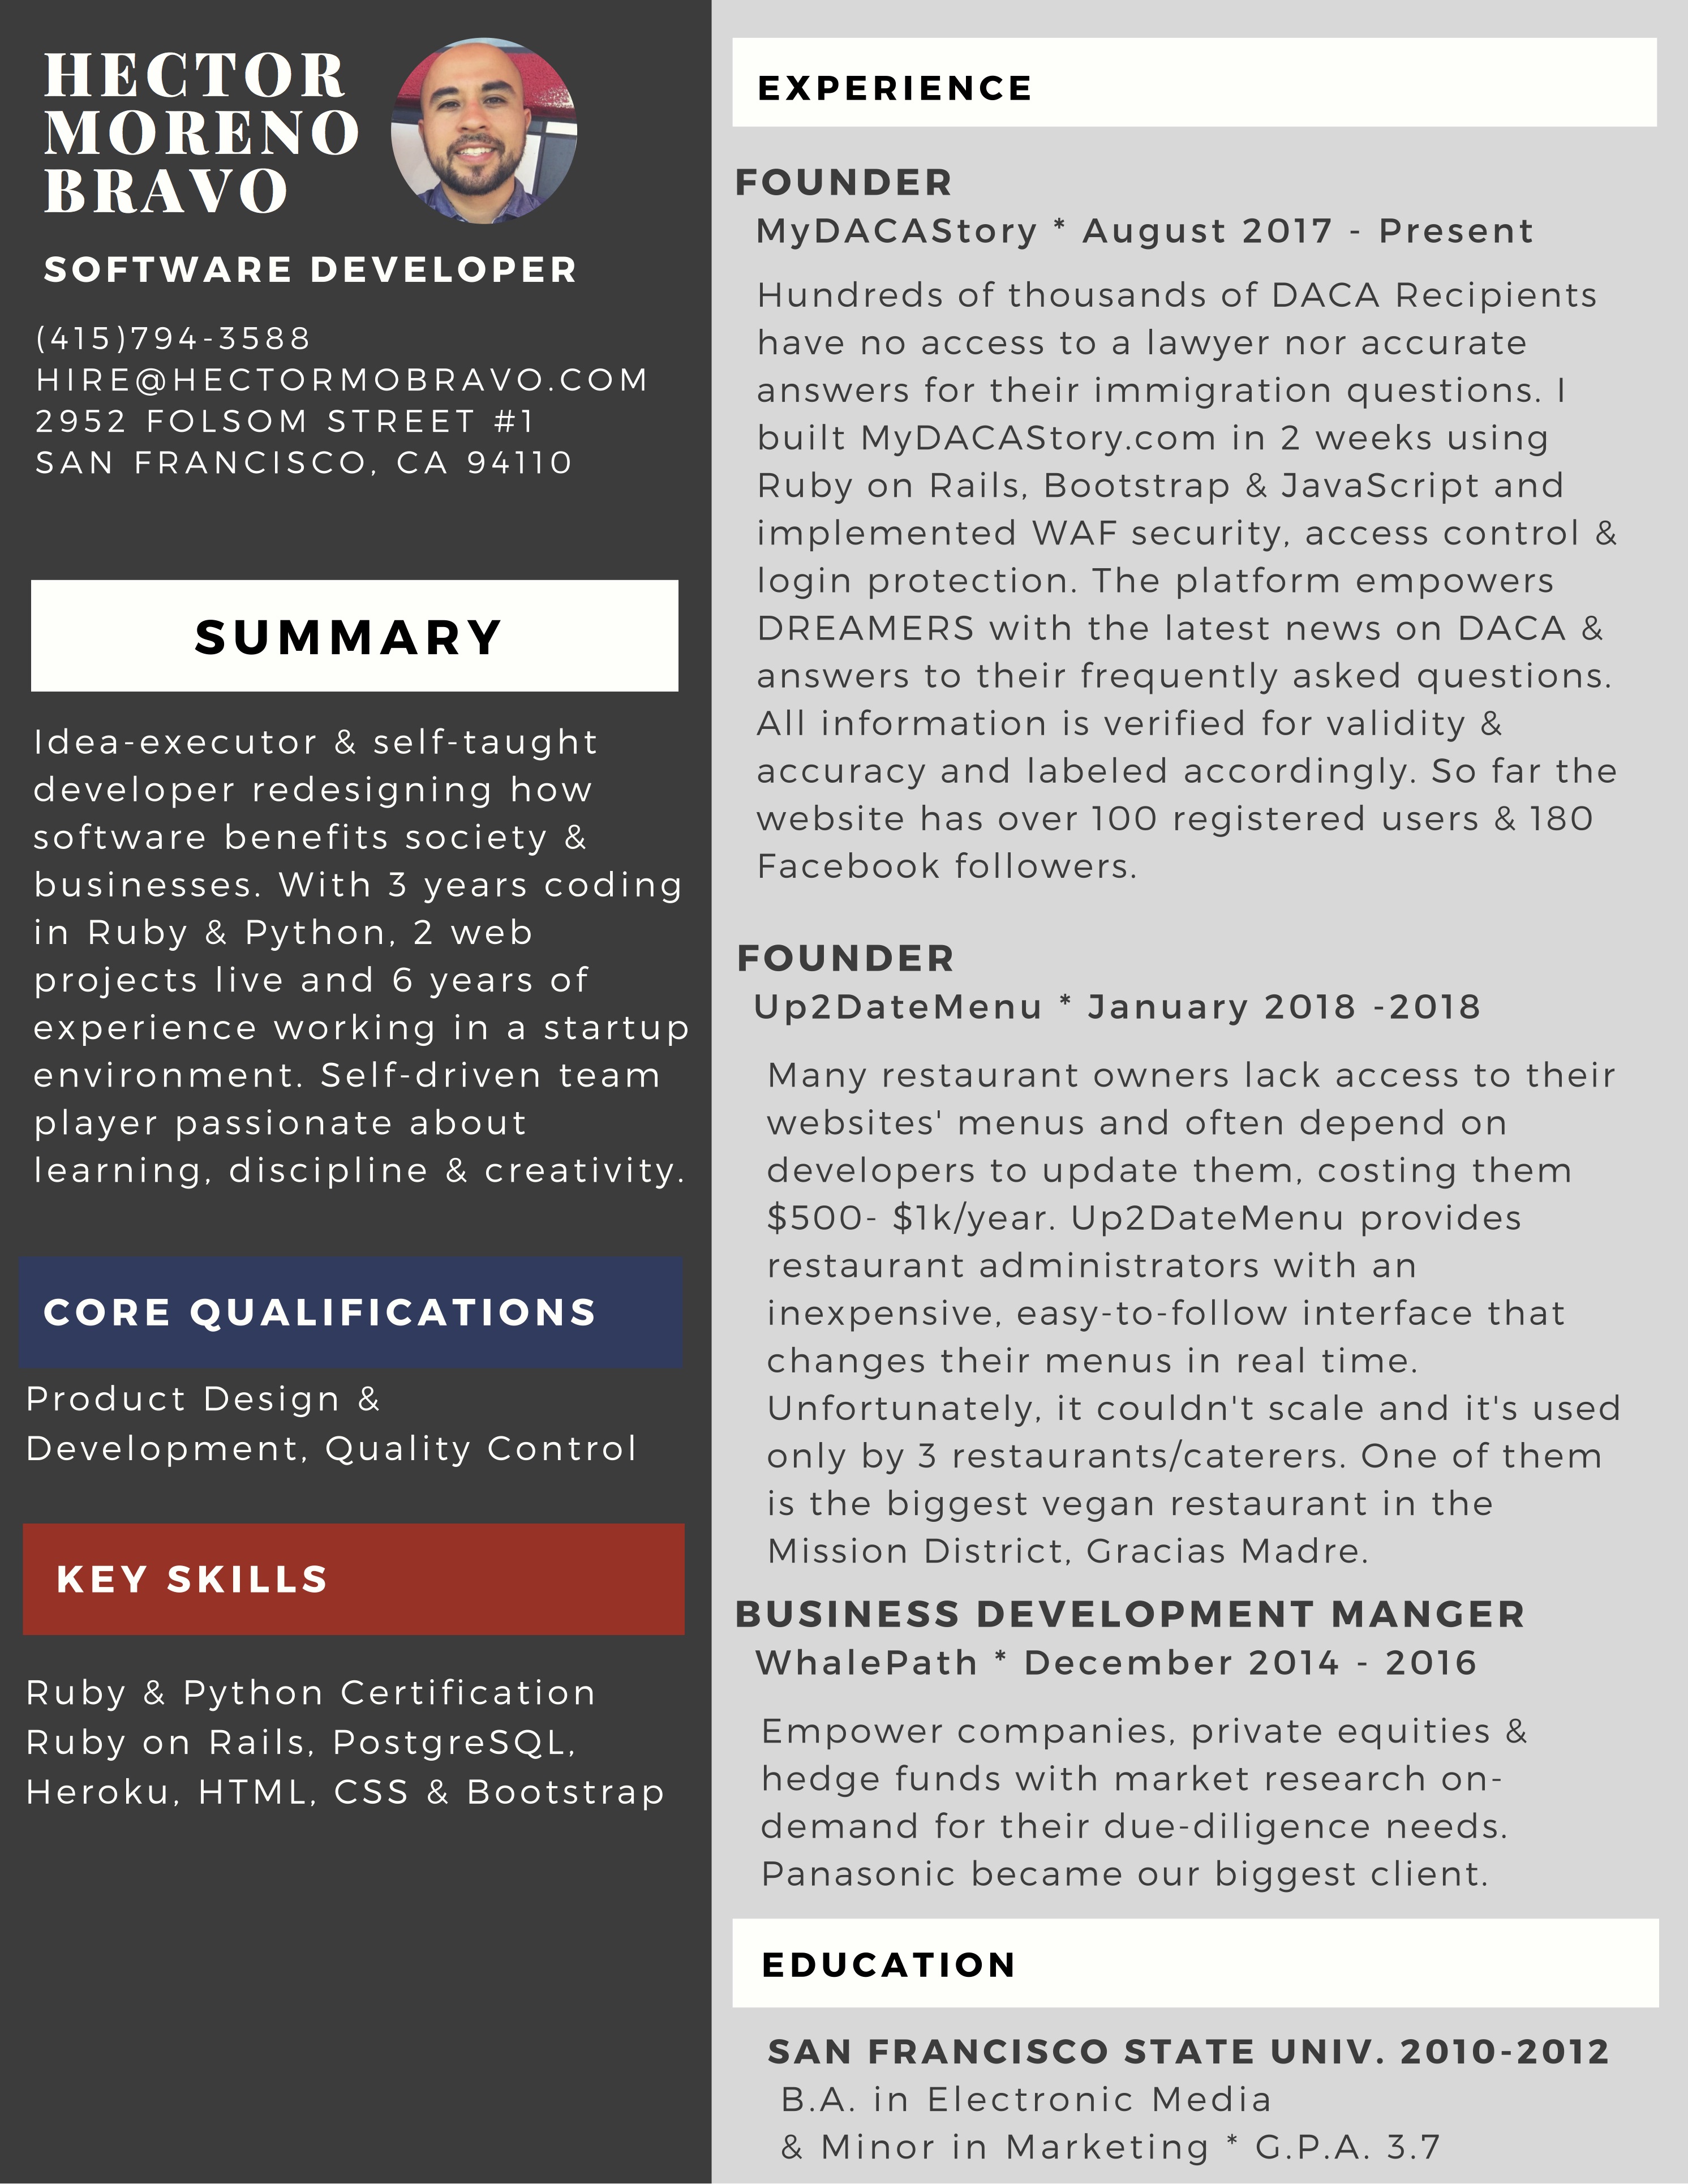 HECTOR
MORENO
BRAVO
SOFTWARE DEVELOPER
(415)794-3588
HIRE@HECTORMOBRAVO.COM
2952 FOLSOM STREET #1
SAN FRANCISCO, CA 94110
SUMMARY
Idea-executor & self-taught
developer redesigning how
software benefits society &
businesses. With 3 years coding
in Ruby & Python, 2 web
projects live and 6 years of
experience working in a startup
environment. Self-driven team
player passionate about
learning, discipline & creativity.
CORE QUALIFICATIONS
Product Design &
Development, Quality Control
KEY SKILLS
Ruby & Python Certification
Ruby on Rails, PostgreSQL,
Heroku, HTML, CSS & Bootstrap
EXPERIENCE
FOUNDER
MyDACAStory * August 2017 - Present
Hundreds of thousands of DACA Recipients
have no access to a lawyer nor accurate
answers for their immigration questions. I
built MyDACAStory.com in 2 weeks using
Ruby on Rails, Bootstrap & JavaScript and
implemented WAF security, access control &
login protection. The platform empowers
DREAMERS with the latest news on DACA &
answers to their frequently asked questions.
All information is verified for validity &
accuracy and labeled accordingly. So far the
website has over 100 registered users & 180
Facebook followers.
FOUNDER
Up2DateMenu * January 2018 -2018
Many restaurant owners lack access to their
websites' menus and often depend on
developers to update them, costing them
$500- $1k/year. Up2DateMenu provides
restaurant administrators with an
inexpensive, easy-to-follow interface that
changes their menus in real time.
Unfortunately, it couldn't scale and it's used
only by 3 restaurants/caterers. One of them
is the biggest vegan restaurant in the
Mission District, Gracias Madre.
BUSINESS DEVELOPMENT MANGER
WhalePath * December 2014 - 2016
Empower companies, private equities &
hedge funds with market research on-
demand for their due-diligence needs.
Panasonic became our biggest client.
EDUCATION
SAN FRANCISCO STATE UNIV. 2010-2012
B.A. in Electronic Media
& Minor in Marketing * G.P.A. 3.7